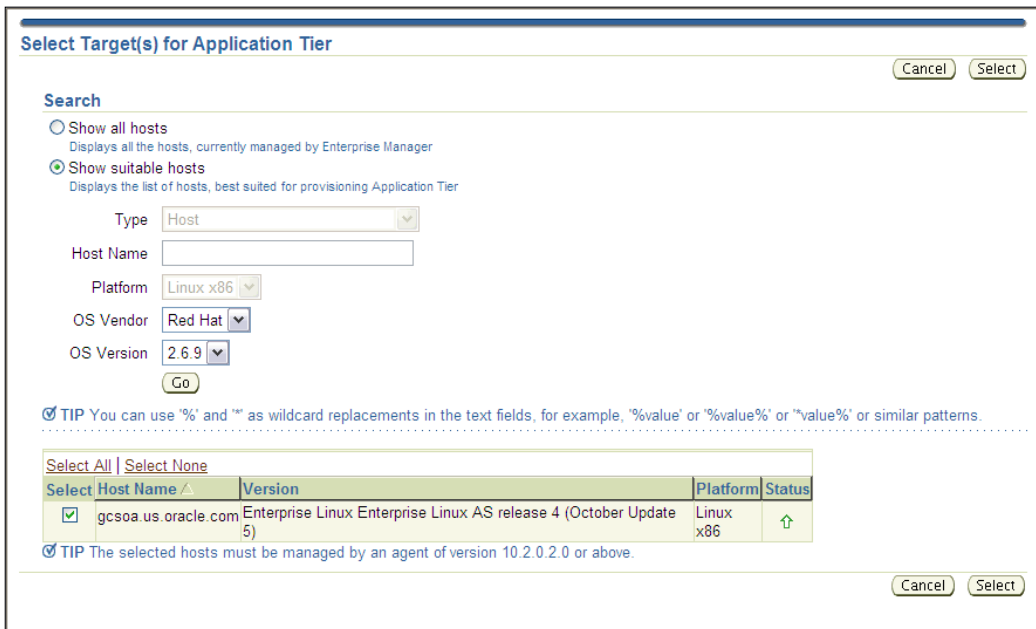 Select Target(s) for Application Tier
Cancel Select
Search
Show all hosts
Displays all the hosts, currently managed by Enterprise Manager
Show suitable hosts
Displays the list of hosts, best suited for provisioning Application Tier
Type Host
Host Name
Platform Linux x86
OS Vendor Red Hat
OS Version 2.6.9
Go
TIP You can use '%' and '*' as wildcard replacements in the text fields, for example, '%value' or '%value%' or '*value%' or similar patterns.
Select All | Select None
Select Host Name Version Platform Status
gcsoa.us.oracle.com Enterprise Linux Enterprise Linux AS release 4 (October Update Linux
5) x86
TIP The selected hosts must be managed by an agent of version 10.2.0.2.0 or above.
Cancel Select